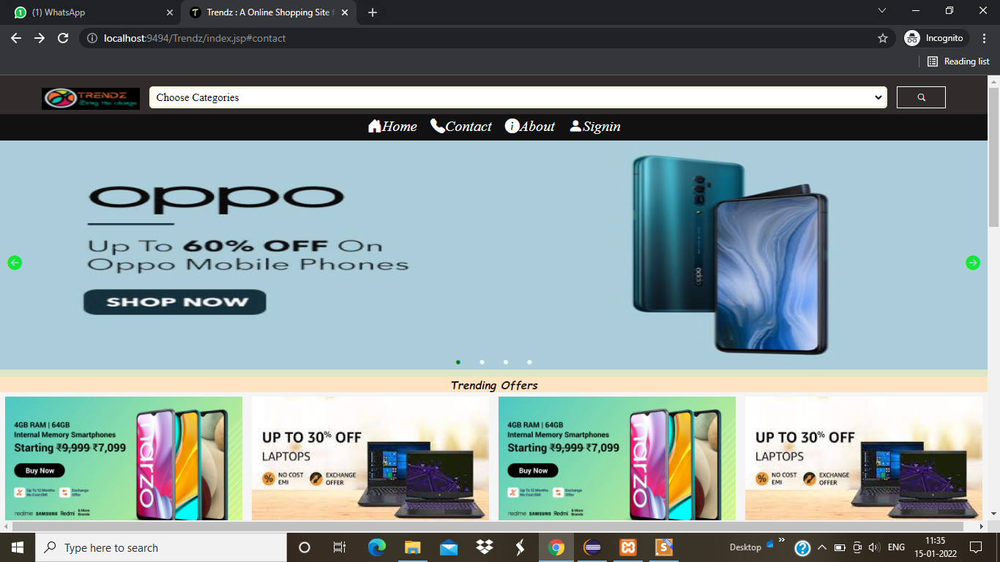 (1) WhatsApp
Trendz : A Online Shopping Site f
localhost:9494/Trendz/index.jsp#contact
Incognito
Reading list
TRENDZ
Bring the change
Choose Categories
Home Contact About Signin
oppo
Up To 60% OFF On
Oppo Mobile Phones
SHOP NOW
oppo
Trending Offers
4GB RAM | 64GB
Internal Memory Smartphones
Starting ₹9,999 ₹7,099
Buy Now
Up To 12 Months
No Cost EMI
Exchange
Offer
realme SAMSUNG Redmi & More
Brands
narzo
UP TO 30% OFF
LAPTOPS
NO COST
EMI
EXCHANGE
OFFER
4GB RAM | 64GB
Internal Memory Smartphones
Starting ₹9,999 ₹7,099
Buy Now
Up To 12 Months
No Cost EMI
Exchange
Offer
realme SAMSUNG Redmi & More
Brands
narzo
UP TO 30% OFF
LAPTOPS
NO COST
EMI
EXCHANGE
OFFER
Type here to search
Desktop
ENG
11:35
15-01-2022